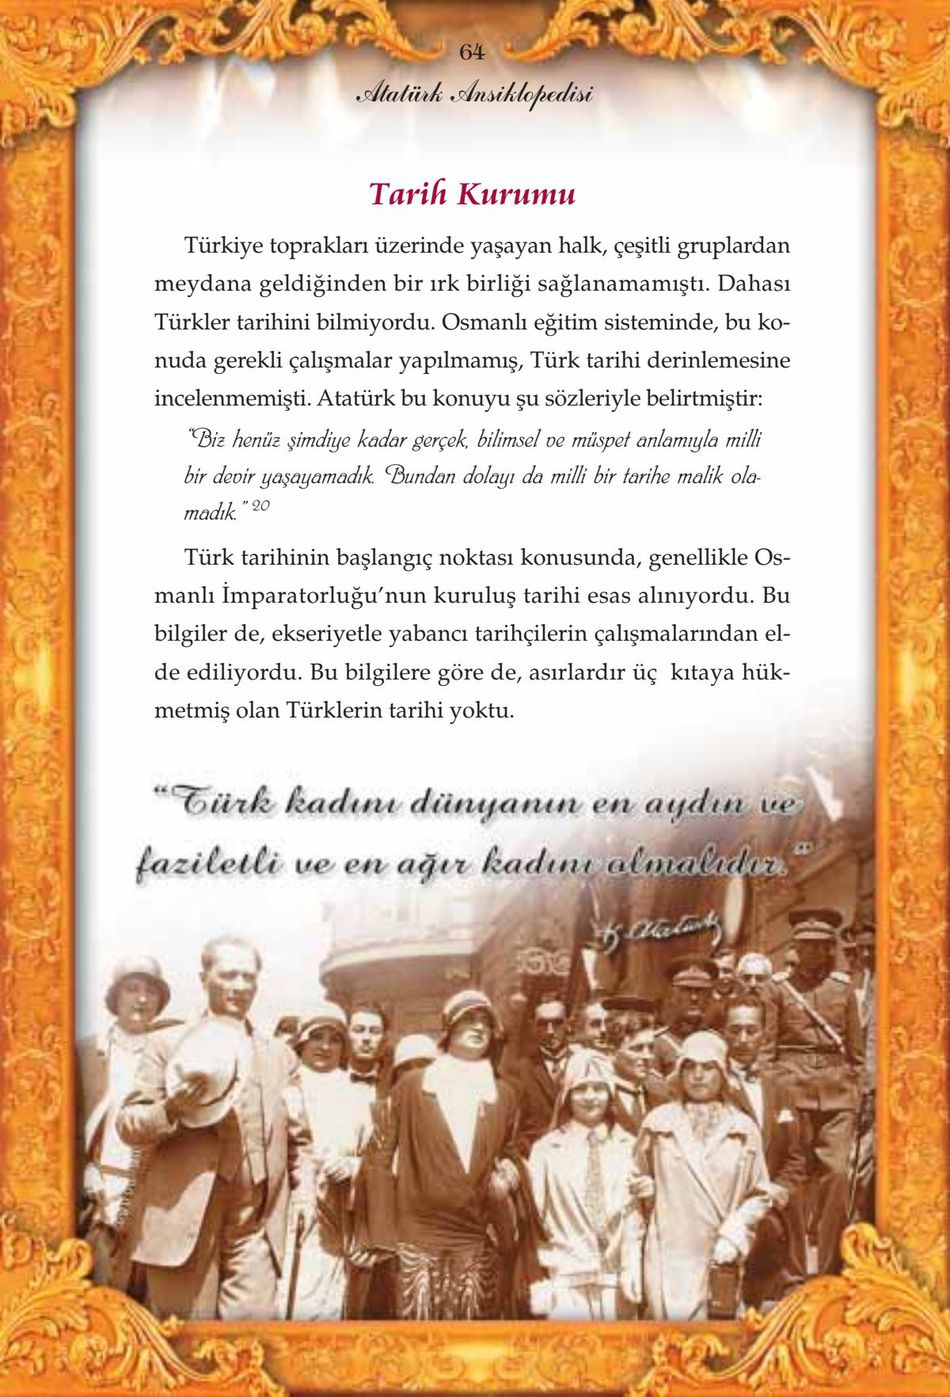 64
Atatürk Ansiklopedisi
Tarih Kurumu
Türkiye toprakları üzerinde yaşayan halk, çeşitli gruplardan
meydana geldiğinden bir ırk birliği sağlanamamıştı. Dahası
Türkler tarihini bilmiyordu. Osmanlı eğitim sisteminde, bu ko-
nuda gerekli çalışmalar yapılmamış, Türk tarihi derinlemesine
incelenmemişti. Atatürk bu konuyu şu sözleriyle belirtmiştir:
“Biz henüz şimdiye kadar gerçek, bilimsel ve müspet anlamıyla milli
bir devir yaşayamadık. Bundan dolayı da milli bir tarihe malik ola-
madık.” 20
Türk tarihinin başlangıç noktası konusunda, genellikle Os-
manlı İmparatorluğu’nun kuruluş tarihi esas alınıyordu. Bu
bilgiler de, ekseriyetle yabancı tarihçilerin çalışmalarından el-
de ediliyordu. Bu bilgilere göre de, asırlardır üç kıtaya hük-
metmiş olan Türklerin tarihi yoktu.
“Türk kadını dünyanın en aydın ve
faziletli ve en ağır kadını olmalıdır.”
K. Atatürk